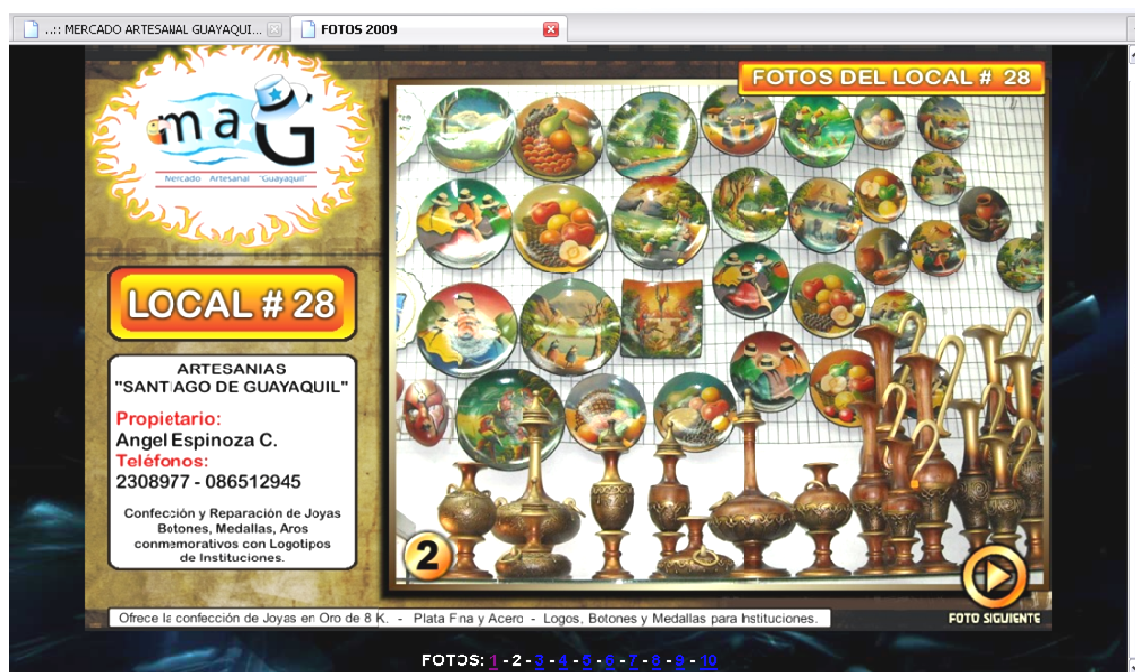 ..:: MERCADO ARTESANAL GUAYAQUI...
FOTOS 2009
maG
Mercado Artesanal "Guayaquil"
FOTOS DEL LOCAL # 28
LOCAL # 28
ARTESANIAS
"SANTIAGO DE GUAYAQUIL"
Propietario:
Angel Espinoza C.
Teléfonos:
2308977 - 086512945
Confección y Reparación de Joyas
Botones, Medallas, Aros
conmemorativos con Logotipos
de Instituciones.
2
FOTO SIGUIENTE
Ofrece la confección de Joyas en Oro de 8 K. - Plata Fina y Acero - Logos, Botones y Medallas para Instituciones.
FOTOS: 1 - 2 - 3 - 4 - 5 - 6 - 7 - 8 - 9 - 10